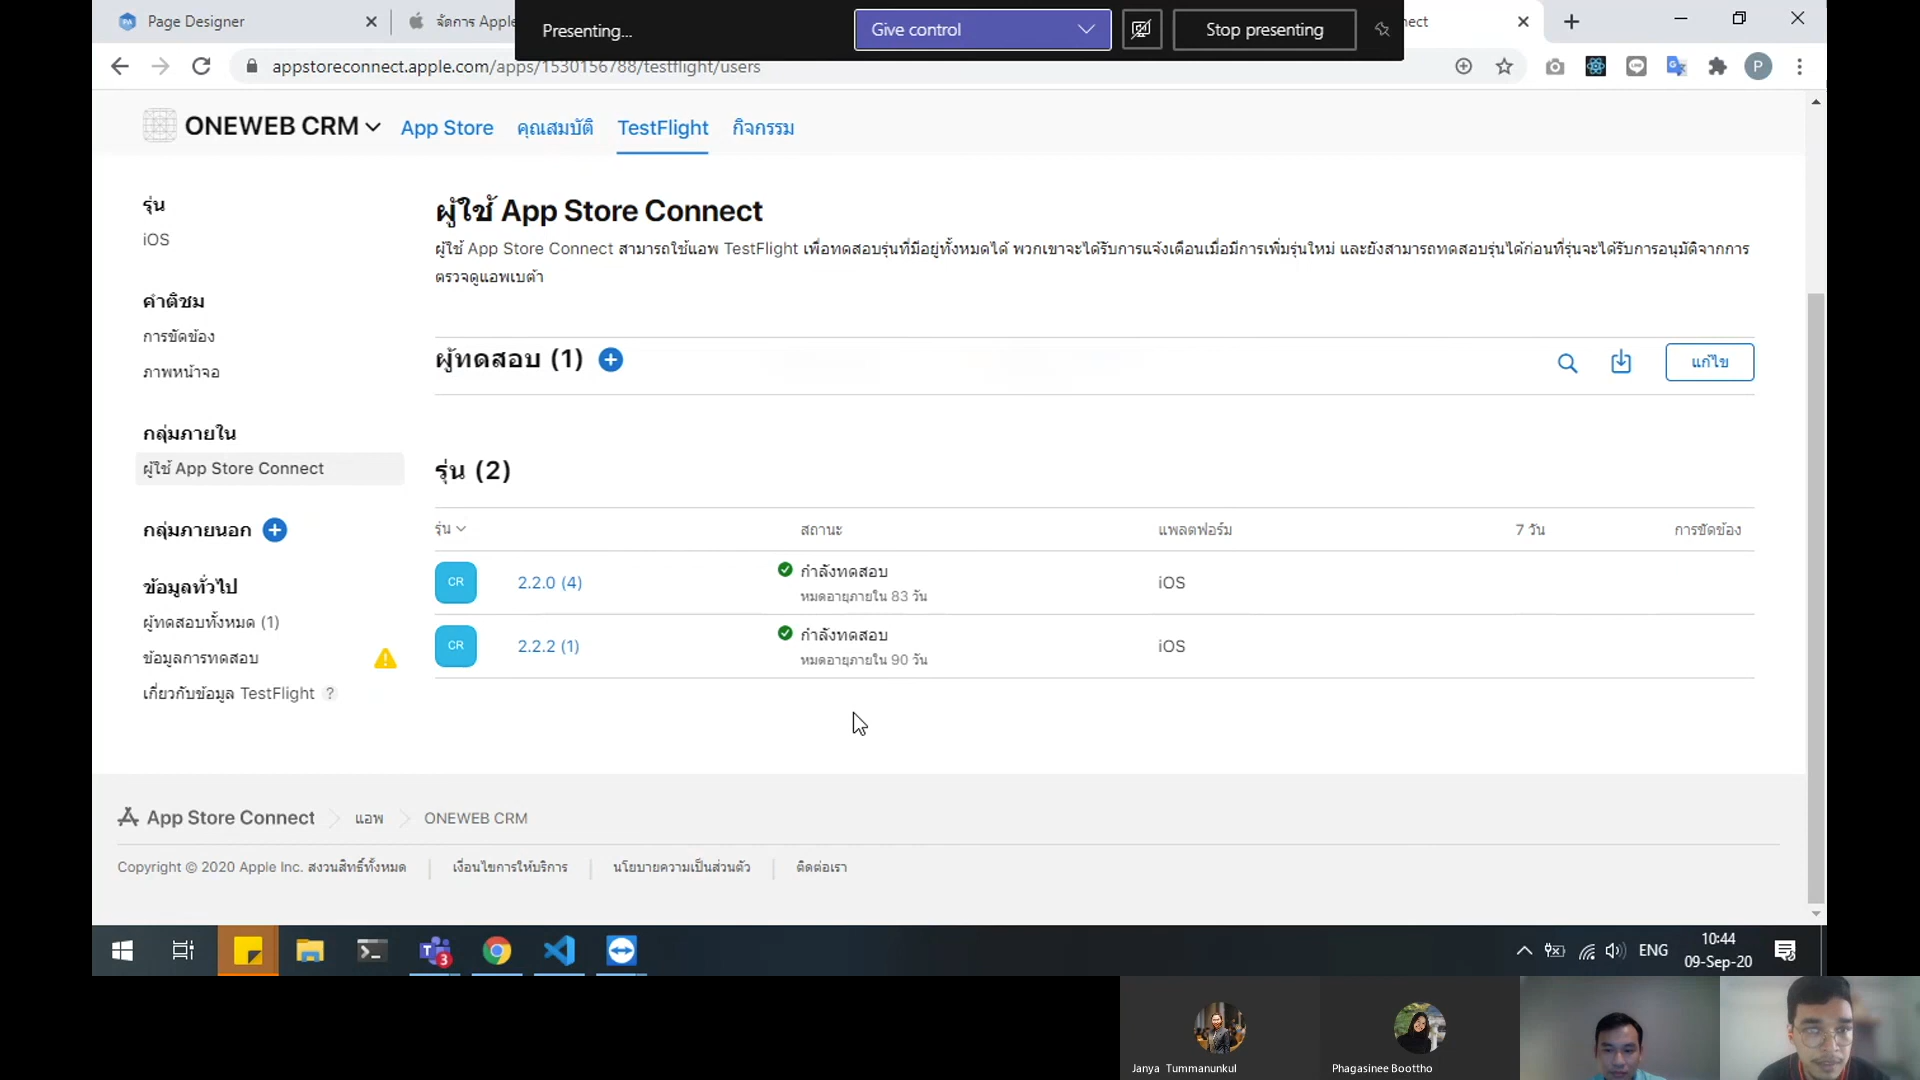 Page Designer
จัดการ Apple
Presenting...
Give control
Stop presenting
nect
appstoreconnect.apple.com/apps/1530156788/testflight/users
P
ONEWEB CRM
App Store
คุณสมบัติ
TestFlight
กิจกรรม
รุ่น
iOS
คำติชม
การขัดข้อง
ภาพหน้าจอ
กลุ่มภายใน
ผู้ใช้ App Store Connect
กลุ่มภายนอก
ข้อมูลทั่วไป
ผู้ทดสอบทั้งหมด (1)
ข้อมูลการทดสอบ
เกี่ยวกับข้อมูล TestFlight ?
ผู้ใช้ App Store Connect
ผู้ใช้ App Store Connect สามารถใช้แอพ TestFlight เพื่อทดสอบรุ่นที่มีอยู่ทั้งหมดได้ พวกเขาจะได้รับการแจ้งเตือนเมื่อมีการเพิ่มรุ่นใหม่ และยังสามารถทดสอบรุ่นได้ก่อนที่รุ่นจะได้รับการอนุมัติจากการ
ตรวจดูแอพเบต้า
ผู้ทดสอบ (1)
แก้ไข
รุ่น (2)
รุ่น สถานะ แพลตฟอร์ม 7 วัน การขัดข้อง
CR 2.2.0 (4) กำลังทดสอบ iOS
หมดอายุภายใน 83 วัน
CR 2.2.2 (1) กำลังทดสอบ iOS
หมดอายุภายใน 90 วัน
App Store Connect แอพ ONEWEB CRM
Copyright © 2020 Apple Inc. สงวนสิทธิ์ทั้งหมด เงื่อนไขการให้บริการ นโยบายความเป็นส่วนตัว ติดต่อเรา
3
ENG
10:44
09-Sep-20
Janya Tummanunkul
Phagasinee Boottho